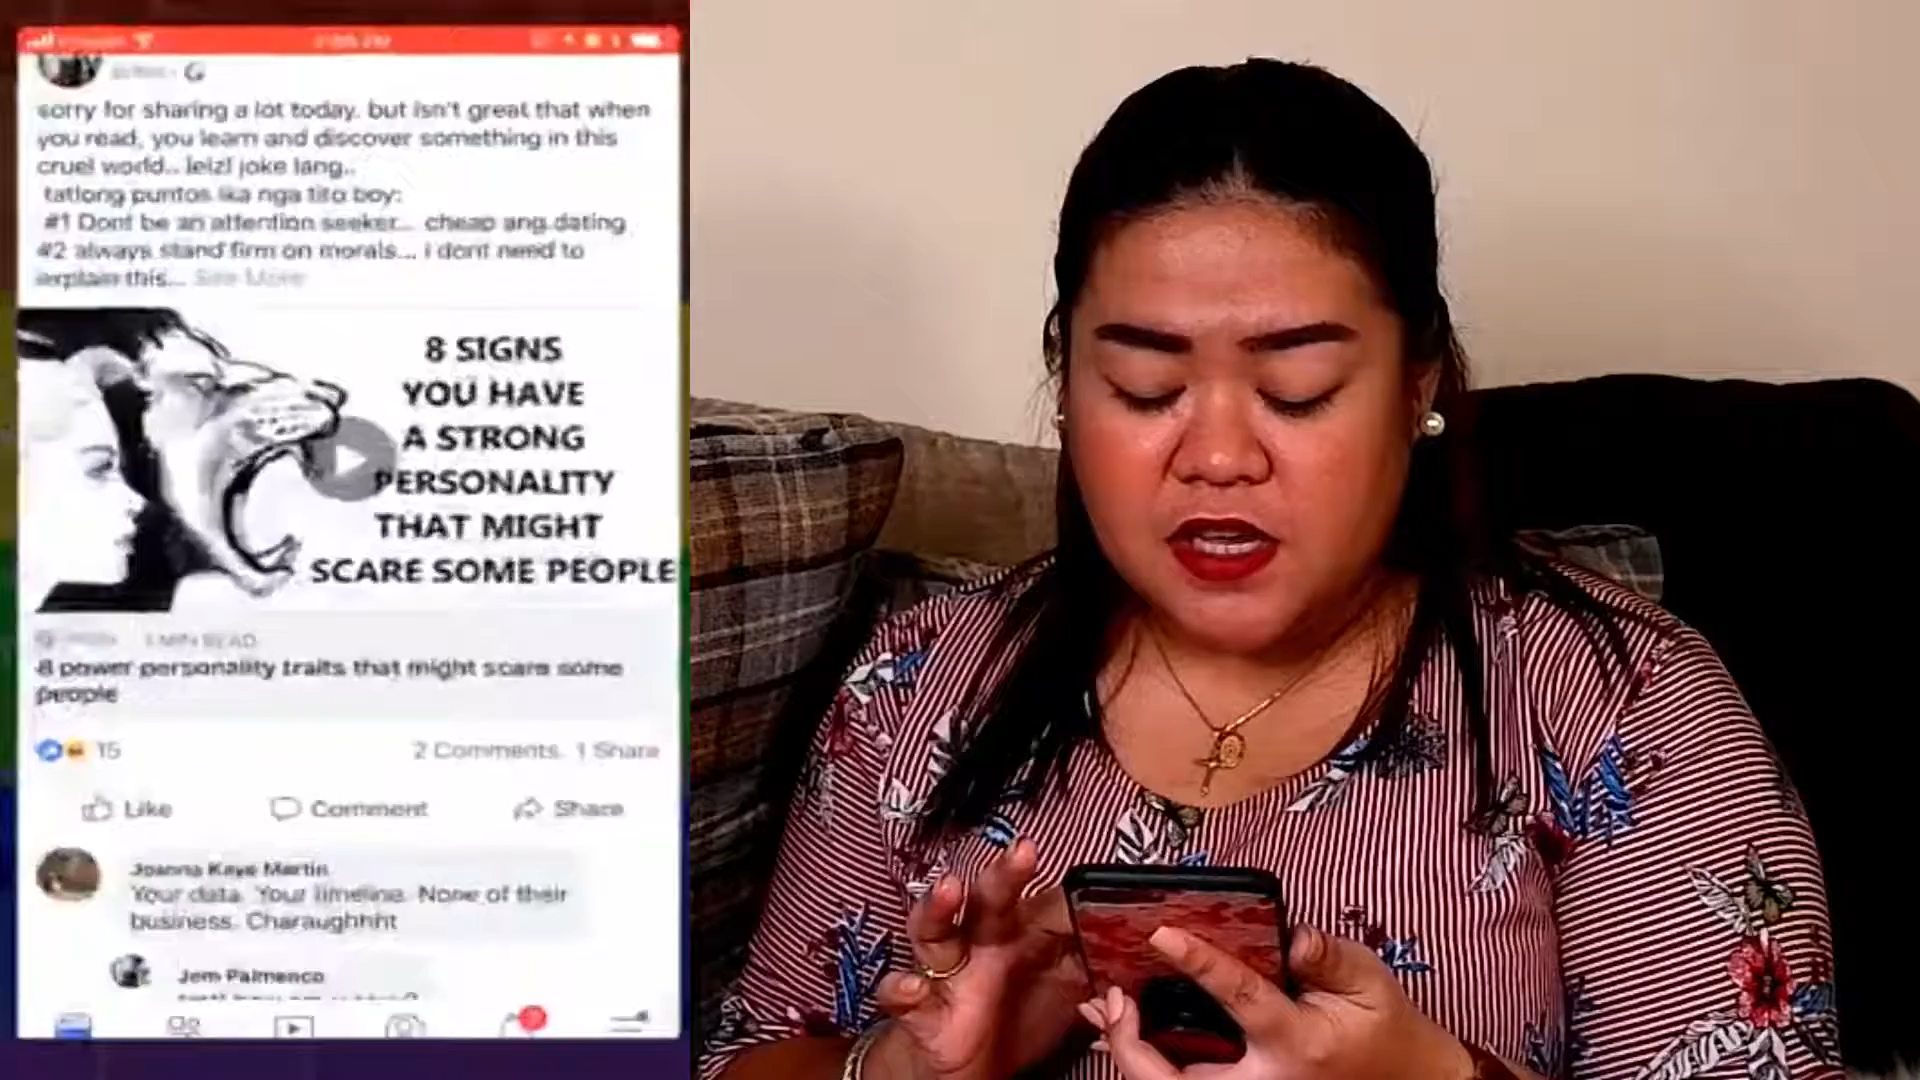 sorry for sharing a lot today, but isn't great that when
you read, you learn and discover something in this
cruel world... leizl joke lang..
tatlong puntos ika nga tito boy:
#1 Dont be an attention seeker... cheap ang dating
#2 always stand firm on morals... i dont need to
explain this... See More
8 SIGNS
YOU HAVE
A STRONG
PERSONALITY
THAT MIGHT
SCARE SOME PEOPLE
MIN READ
8 power personality traits that might scare some
people
15
2 Comments. 1 Share
Like
Comment
Share
Joanna Kaye Martin
Your data. Your timeline. None of their
business. Charaughhht
Jem Palmenco